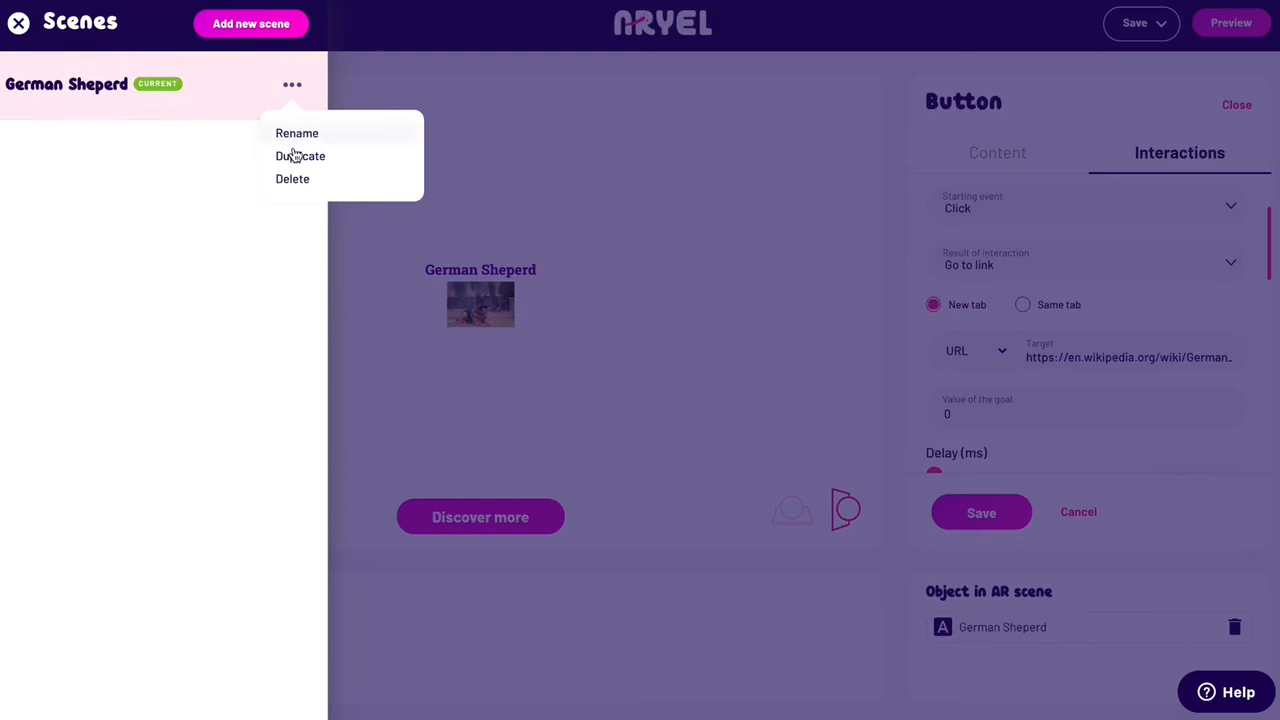 Scenes
Add new scene
ARYEL
Save
Preview
German Sheperd CURRENT
Rename
Duplicate
Delete
German Sheperd
Discover more
Button
Close
Content
Interactions
Starting event
Click
Result of interaction
Go to link
New tab
Same tab
URL
Target
https://en.wikipedia.org/wiki/German_
Value of the goal
0
Delay (ms)
Save
Cancel
Object in AR scene
A German Sheperd
? Help